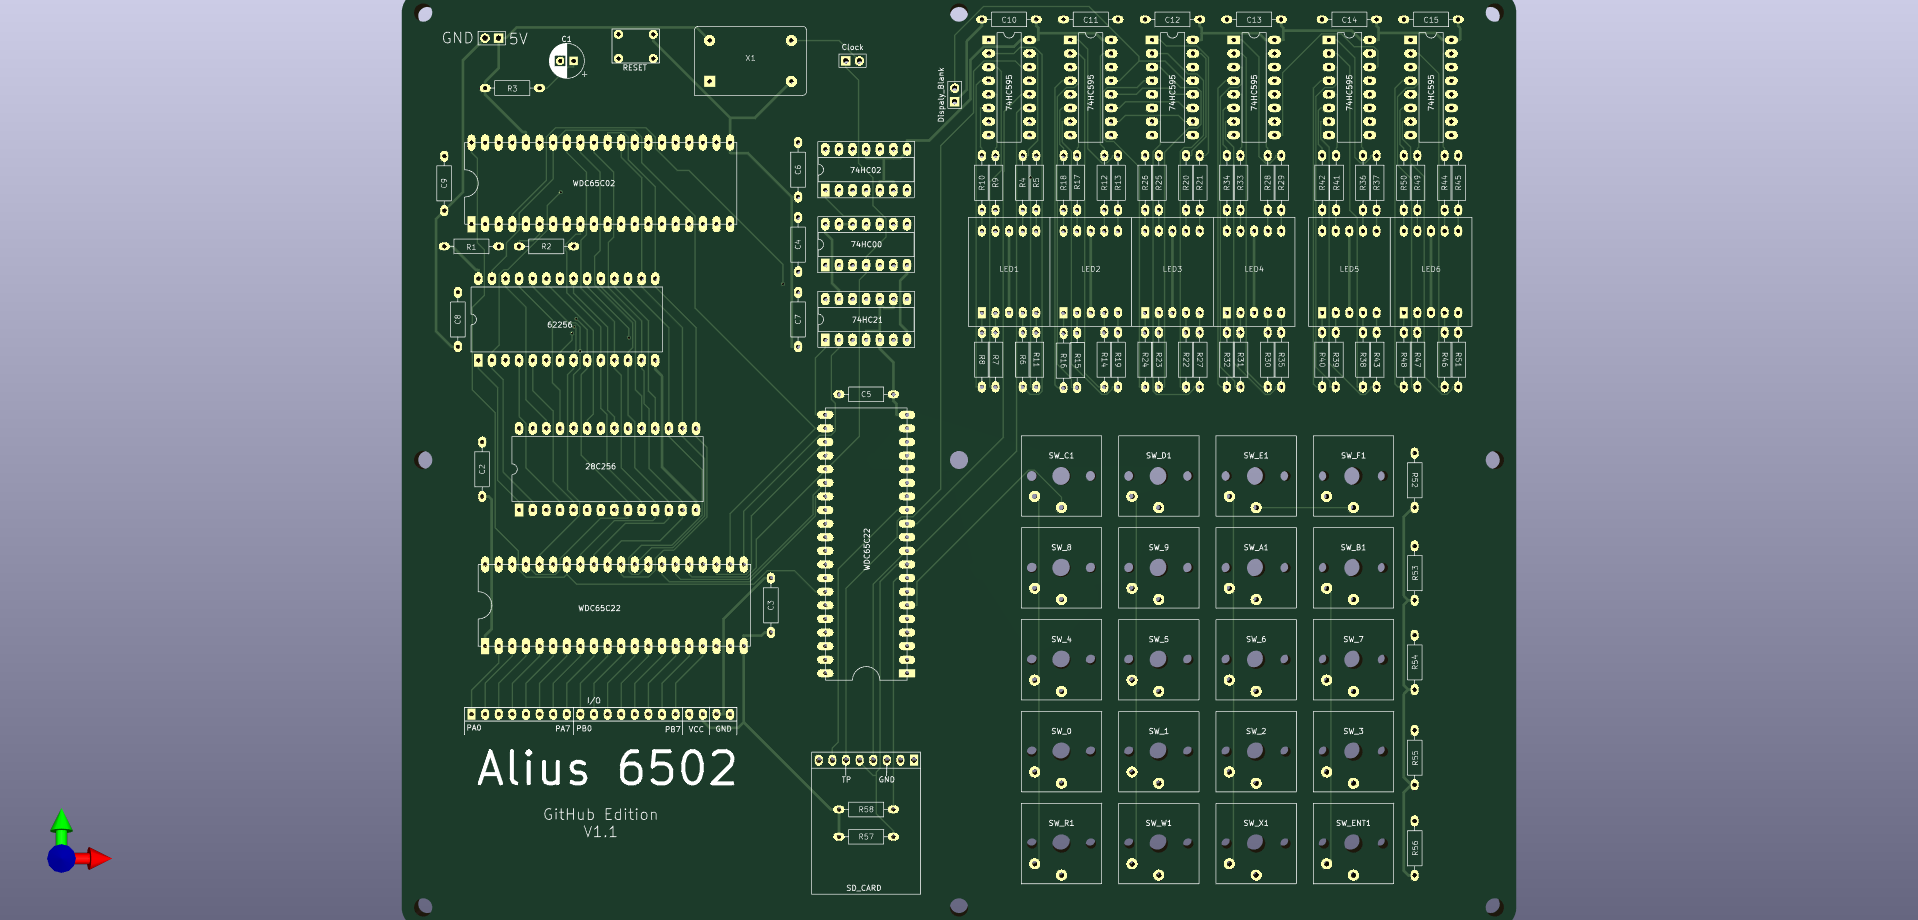 GND 5V
C1
R3
RESET
X1
Clock
Dispaly_Blank
C10 C11 C12 C13 C14 C15
74HC595 74HC595 74HC595 74HC595 74HC595 74HC595
C9
WDC65C02
C6
74HC02
R10 R9 R4 R5 R18 R17 R12 R13 R26 R25 R20 R21 R34 R33 R28 R29 R42 R41 R36 R37 R50 R49 R44 R45
R1 R2
C4
74HC00
LED1 LED2 LED3 LED4 LED5 LED6
C8
62256
C7
74HC21
R8 R7 R6 R11 R16 R15 R14 R19 R24 R23 R22 R27 R32 R31 R30 R35 R40 R39 R38 R43 R48 R47 R46 R51
C5
C2
28C256
SW_C1 SW_D1 SW_E1 SW_F1
R52
WDC65C22
SW_8 SW_9 SW_A1 SW_B1
R53
WDC65C22
C3
SW_4 SW_5 SW_6 SW_7
R54
I/O
PA0 PA7 PB0 PB7 VCC GND
SW_0 SW_1 SW_2 SW_3
R55
Alius 6502
TP GND
GitHub Edition
V1.1
R58
R57
SW_R1 SW_W1 SW_X1 SW_ENT1
R56
SD_CARD